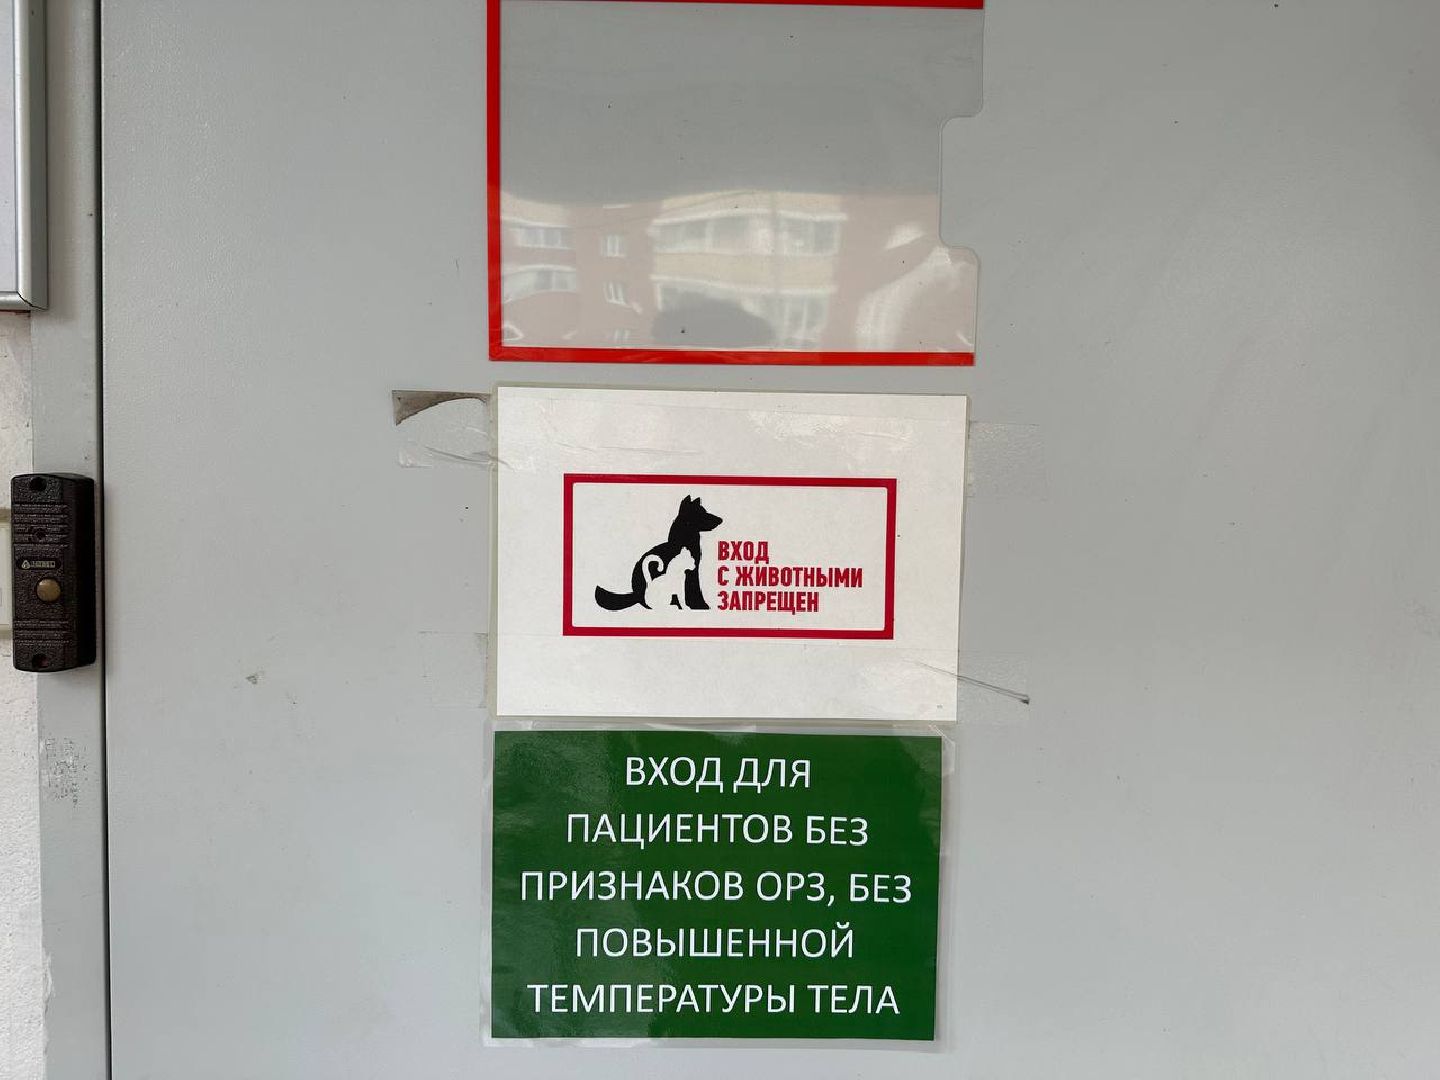 ВХОД
С ЖИВОТНЫМИ
ЗАПРЕЩЕН
ВХОД ДЛЯ
ПАЦИЕНТОВ БЕЗ
ПРИЗНАКОВ ОРЗ, БЕЗ
ПОВЫШЕННОЙ
ТЕМПЕРАТУРЫ ТЕЛА